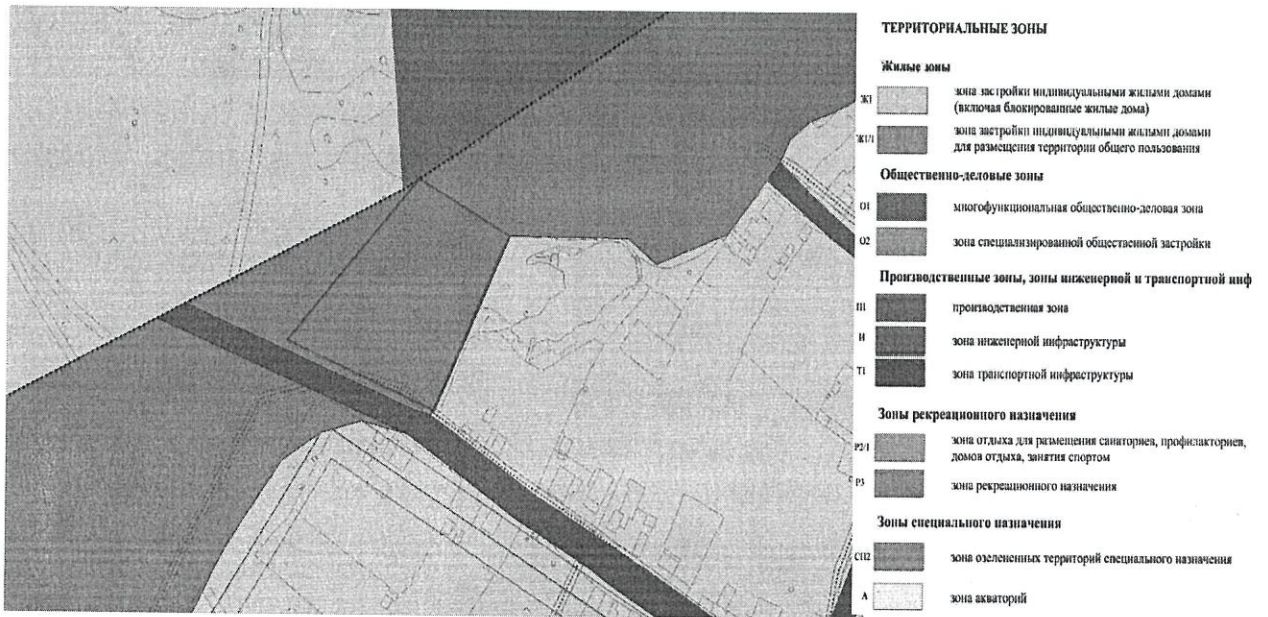 ТЕРРИТОРИАЛЬНЫЕ ЗОНЫ
Жилые зоны
Ж1 зона застройки индивидуальными жилыми домами
(включая блокированные жилые дома)
Ж1/1 зона застройки индивидуальными жилыми домами
для размещения территории общего пользования
Общественно-деловые зоны
О1 многофункциональная общественно-деловая зона
О2 зона специализированной общественной застройки
Производственные зоны, зоны инженерной и транспортной инф
П1 производственная зона
И зона инженерной инфраструктуры
Т1 зона транспортной инфраструктуры
Зоны рекреационного назначения
Р2/1 зона отдыха для размещения санаториев, профилакториев,
домов отдыха, занятия спортом
Р3 зона рекреационного назначения
Зоны специального назначения
СП2 зона озелененных территорий специального назначения
А зона акваторий